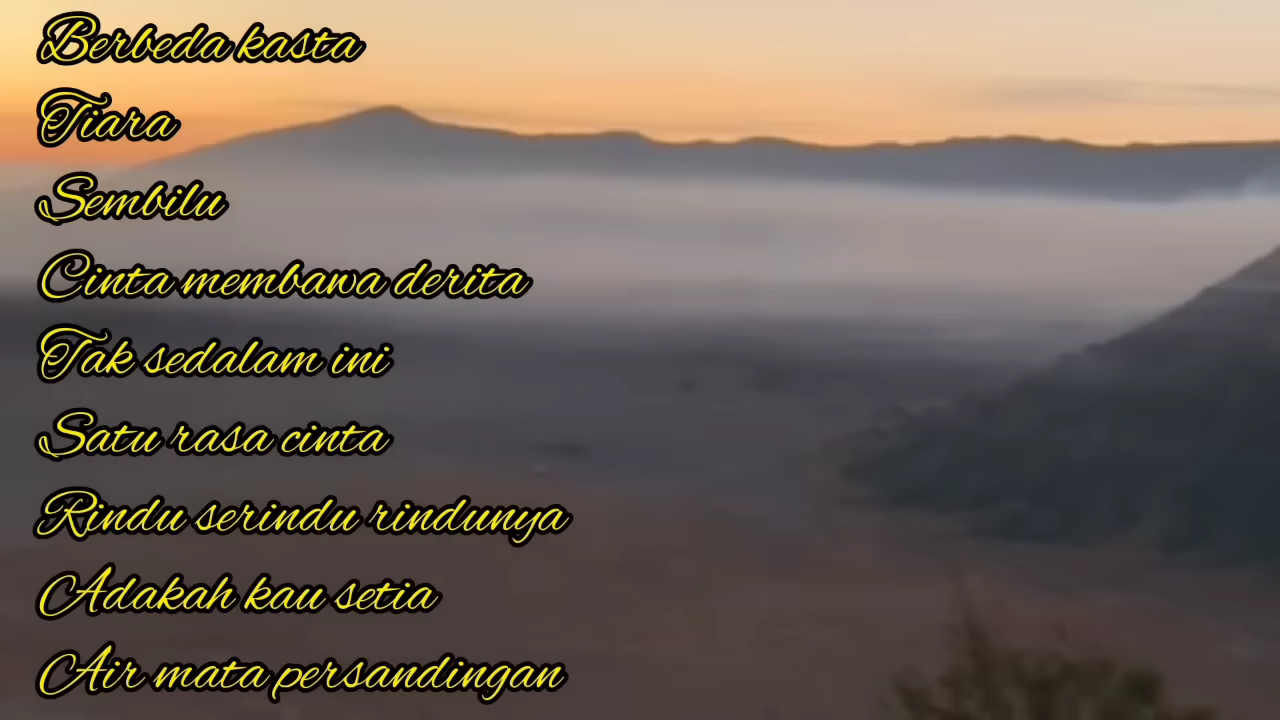 Berbeda kasta
Tiara
Sembilu
Cinta membawa derita
Tak sedalam ini
Satu rasa cinta
Rindu serindu rindunya
Adakah kau setia
Air mata persandingan